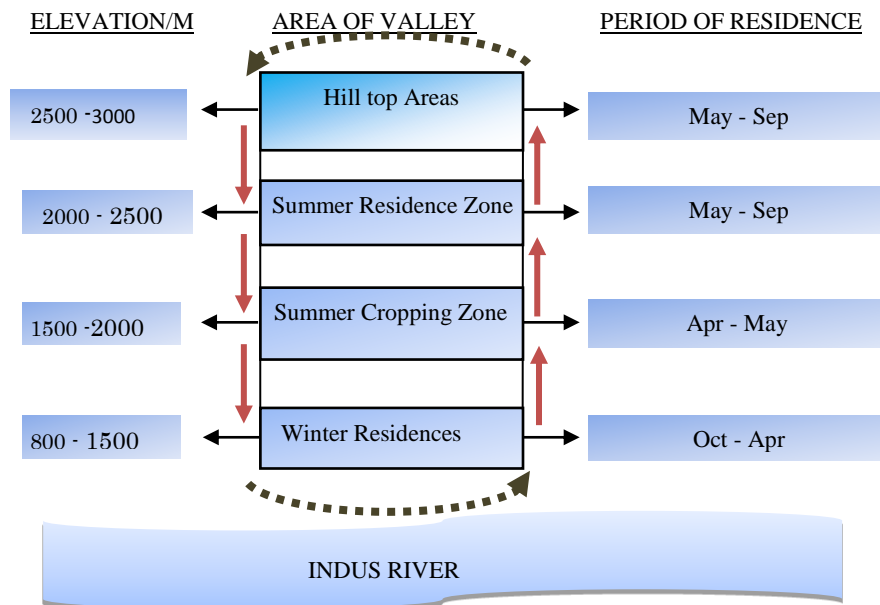 ELEVATION/M AREA OF VALLEY PERIOD OF RESIDENCE
2500 -3000 Hill top Areas May - Sep
2000 - 2500 Summer Residence Zone May - Sep
1500 -2000 Summer Cropping Zone Apr - May
800 - 1500 Winter Residences Oct - Apr
INDUS RIVER